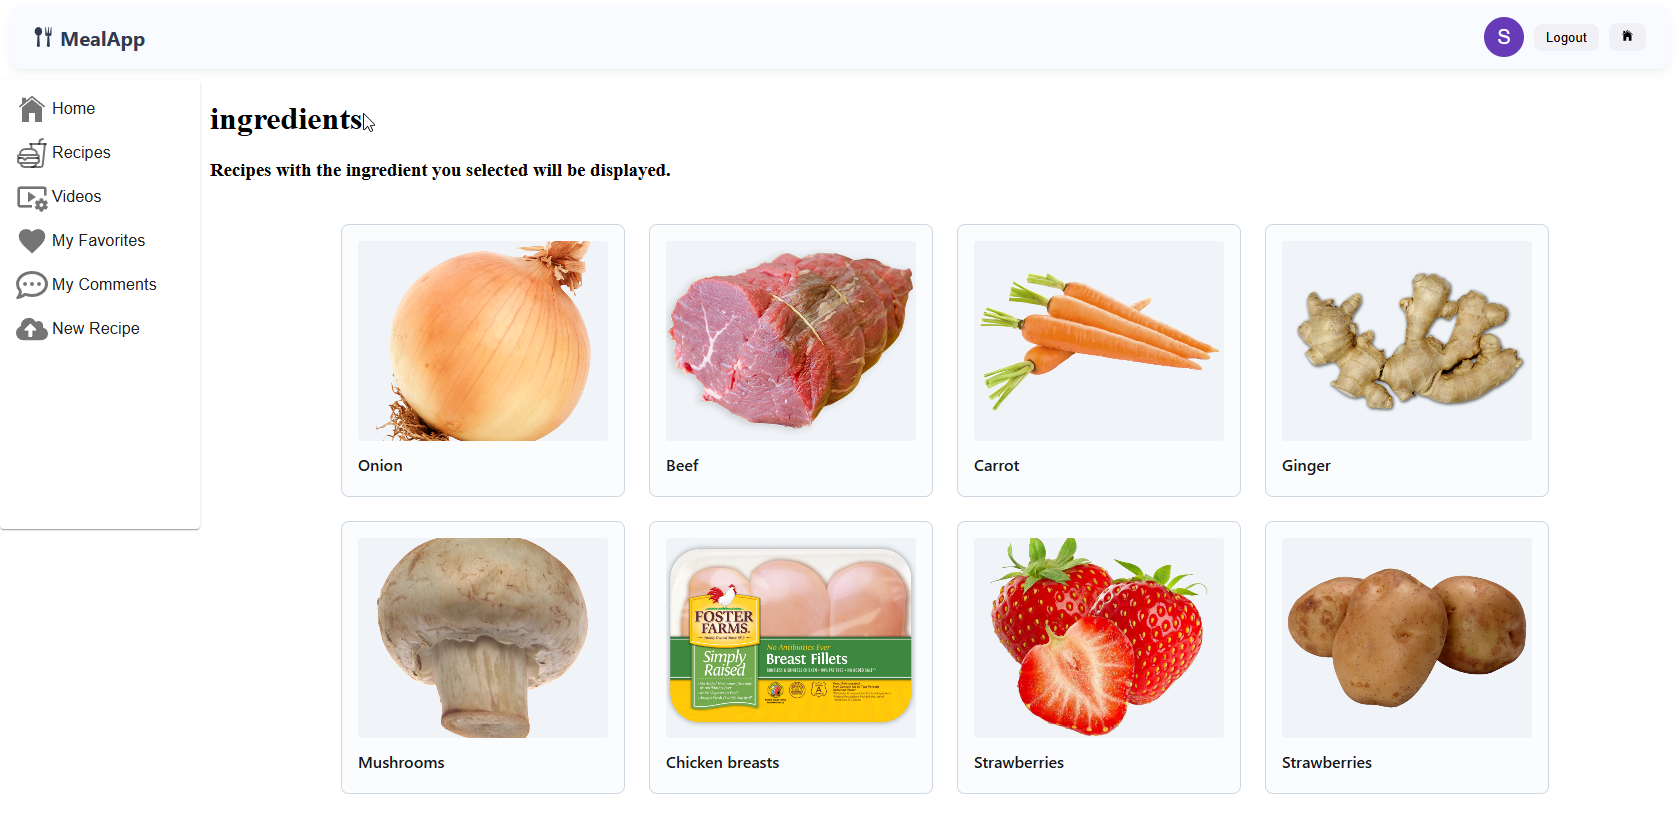 MealApp
S
Logout
Home
Recipes
Videos
My Favorites
My Comments
New Recipe
ingredients
Recipes with the ingredient you selected will be displayed.
Onion
Beef
Carrot
Ginger
FOSTER
FARMS
Simply
Raised
No Antibiotics Ever
Breast Fillets
Mushrooms
Chicken breasts
Strawberries
Strawberries